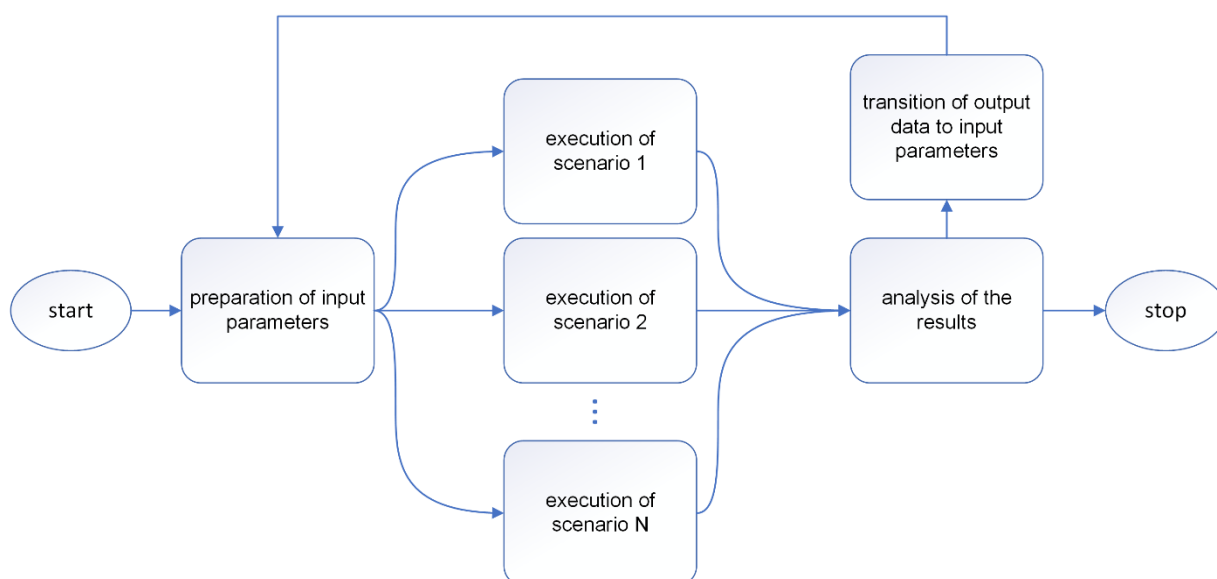 start
preparation of input
parameters
execution of
scenario 1
execution of
scenario 2
execution of
scenario N
transition of output
data to input
parameters
analysis of the
results
stop